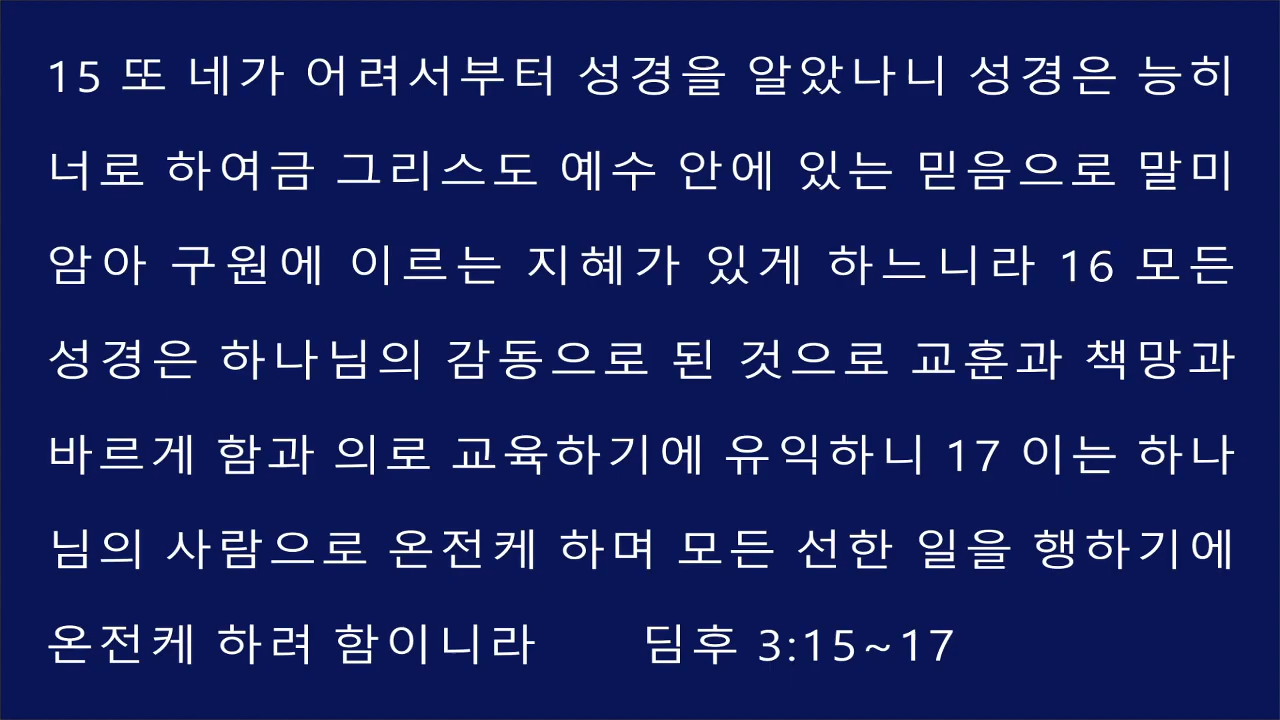 15 또 네가 어려서부터 성경을 알았나니 성경은 능히
너로 하여금 그리스도 예수 안에 있는 믿음으로 말미
암아 구원에 이르는 지혜가 있게 하느니라 16 모든
성경은 하나님의 감동으로 된 것으로 교훈과 책망과
바르게 함과 의로 교육하기에 유익하니 17 이는 하나
님의 사람으로 온전케 하며 모든 선한 일을 행하기에
온전케 하려 함이니라 딤후 3:15~17